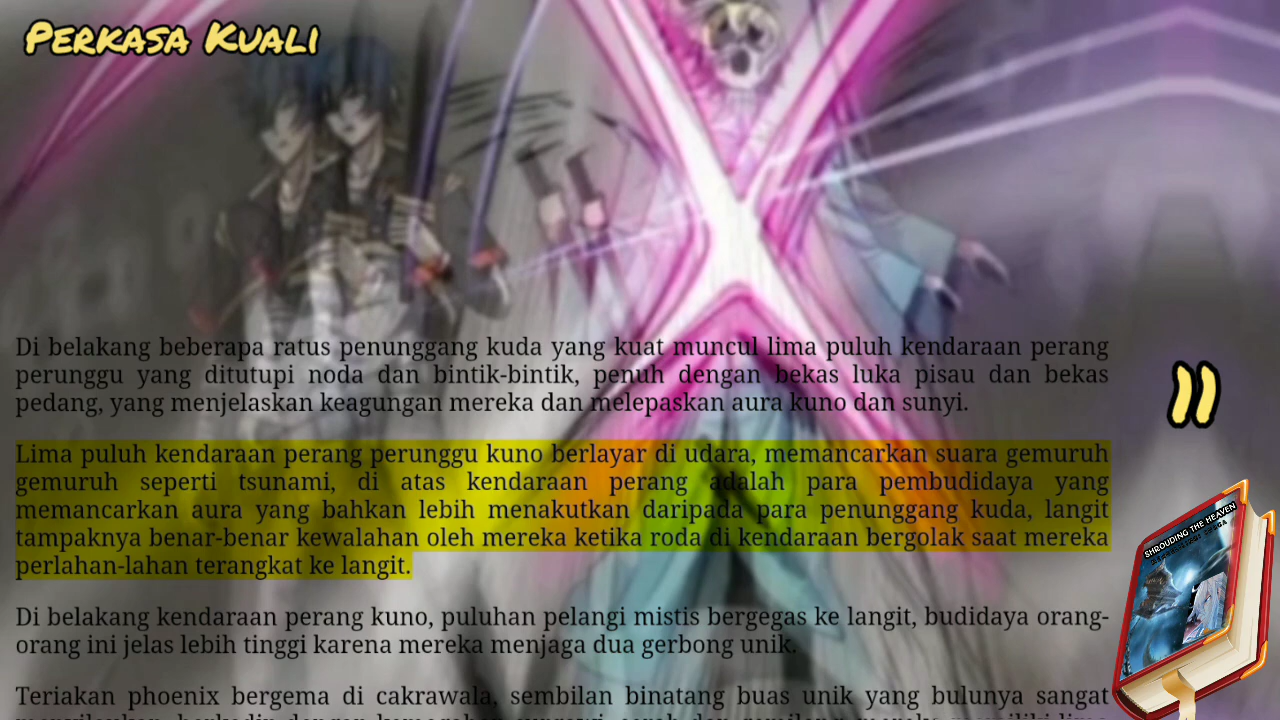 Perkasa Kuali
Di belakang beberapa ratus penunggang kuda yang kuat muncul lima puluh kendaraan perang
perunggu yang ditutupi noda dan bintik-bintik, penuh dengan bekas luka pisau dan bekas
pedang, yang menjelaskan keagungan mereka dan melepaskan aura kuno dan sunyi.
Lima puluh kendaraan perang perunggu kuno berlayar di udara, memancarkan suara gemuruh
gemuruh seperti tsunami, di atas kendaraan perang adalah para pembudidaya yang
memancarkan aura yang bahkan lebih menakutkan daripada para penunggang kuda, langit
tampaknya benar-benar kewalahan oleh mereka ketika roda di kendaraan bergolak saat mereka
perlahan-lahan terangkat ke langit.
Di belakang kendaraan perang kuno, puluhan pelangi mistis bergegas ke langit, budidaya orang-
orang ini jelas lebih tinggi karena mereka menjaga dua gerbong unik.
Teriakan phoenix bergema di cakrawala, sembilan binatang buas unik yang bulunya sangat
SHROUDING THE HEAVEN